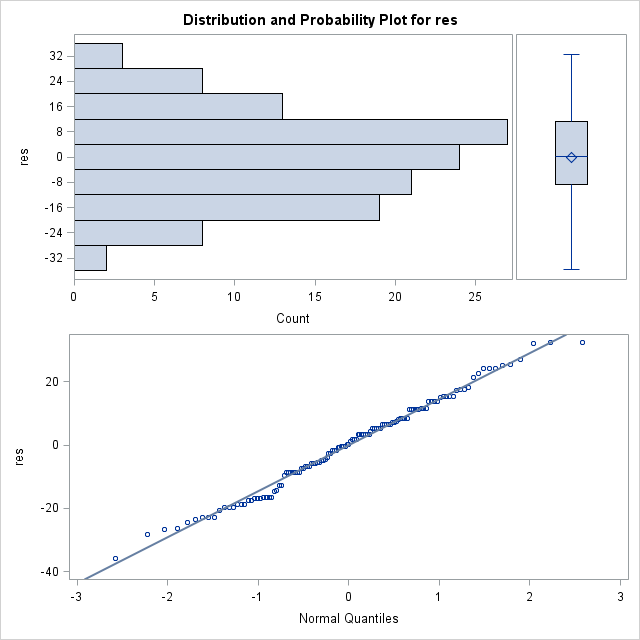 Distribution and Probability Plot for res
32
24
16
8
0
-8
-16
-24
-32
res
0 5 10 15 20 25
Count
20
0
-20
-40
res
-3 -2 -1 0 1 2 3
Normal Quantiles